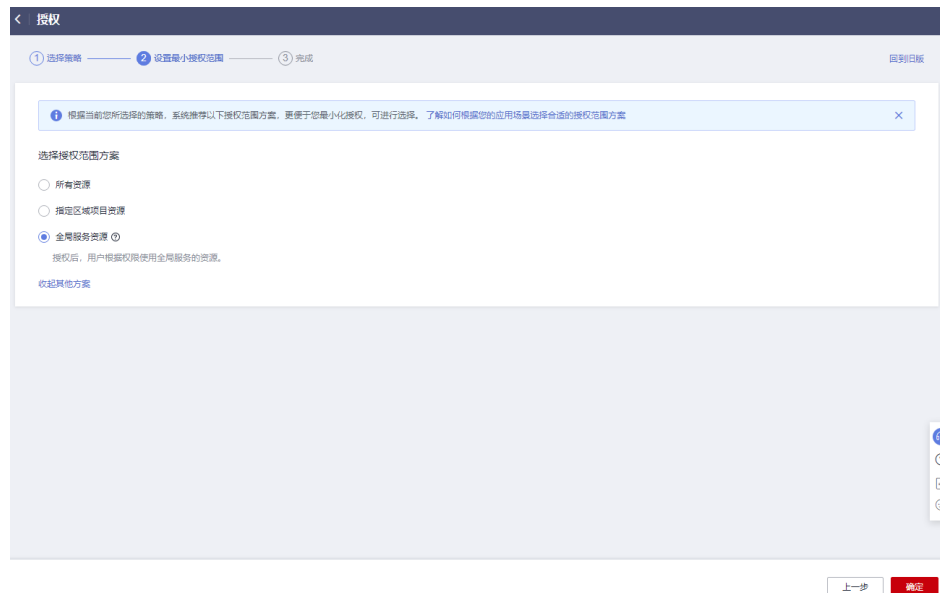 授权
1 选择策略 2 设置最小授权范围 3 完成 回到旧版
根据当前您所选择的策略，系统推荐以下授权范围方案，更便于您最小化授权，可进行选择。 了解如何根据您的应用场景选择合适的授权范围方案
选择授权范围方案
所有资源
指定区域项目资源
全局服务资源
授权后，用户根据权限使用全局服务的资源。
收起其他方案
上一步 确定